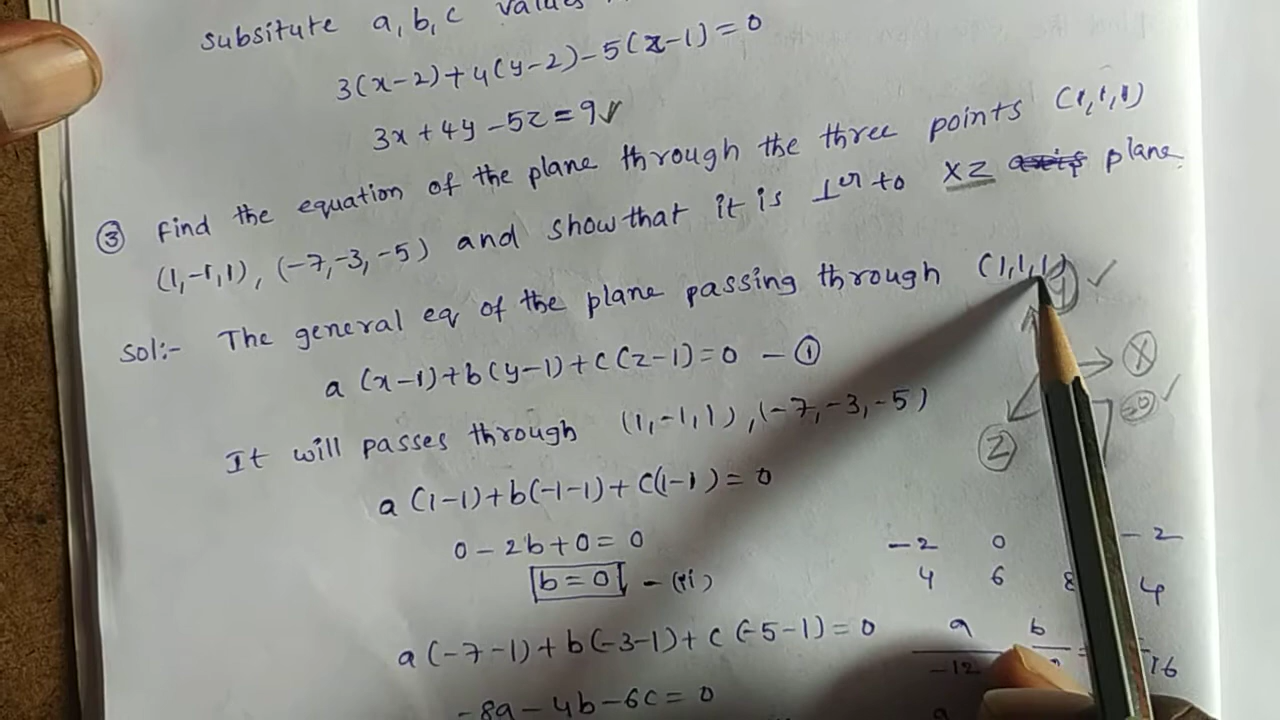 subsitute a, b, c values
3(x-2)+4(y-2)-5(z-1)=0
3x+4y-5z=9✓
③ Find the equation of the plane through the three points (1,1,1)
(1,-1,1), (-7,-3,-5) and show that it is ⊥er to XZ plane.
Sol:- The general eq of the plane passing through (1,1,1) ✓
y
a(x-1)+b(y-1)+c(z-1)=0 - ①
X
It will passes through (1,-1,1), (-7,-3,-5)
Z
a(1-1)+b(-1-1)+c(1-1)=0
0-2b+0=0
-2 0 -2
b=0 - (ii)
4 6 8 4
a(-7-1)+b(-3-1)+c(-5-1)=0
a b
-12 -16
-8a-4b-6c=0